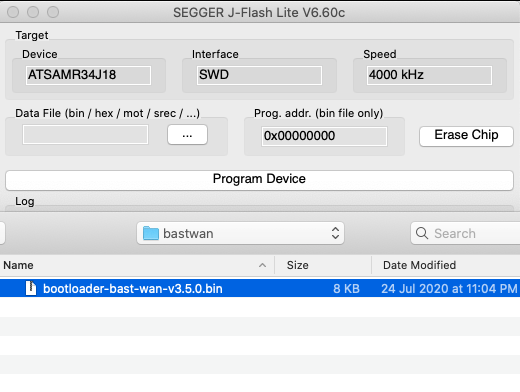 SEGGER J-Flash Lite V6.60c
Target
Device Interface Speed
ATSAMR34J18 SWD 4000 kHz
Data File (bin / hex / mot / srec / ...) Prog. addr. (bin file only)
... 0x00000000 Erase Chip
Program Device
Log
bastwan Search
Name Size Date Modified
bootloader-bast-wan-v3.5.0.bin 8 KB 24 Jul 2020 at 11:04 PM